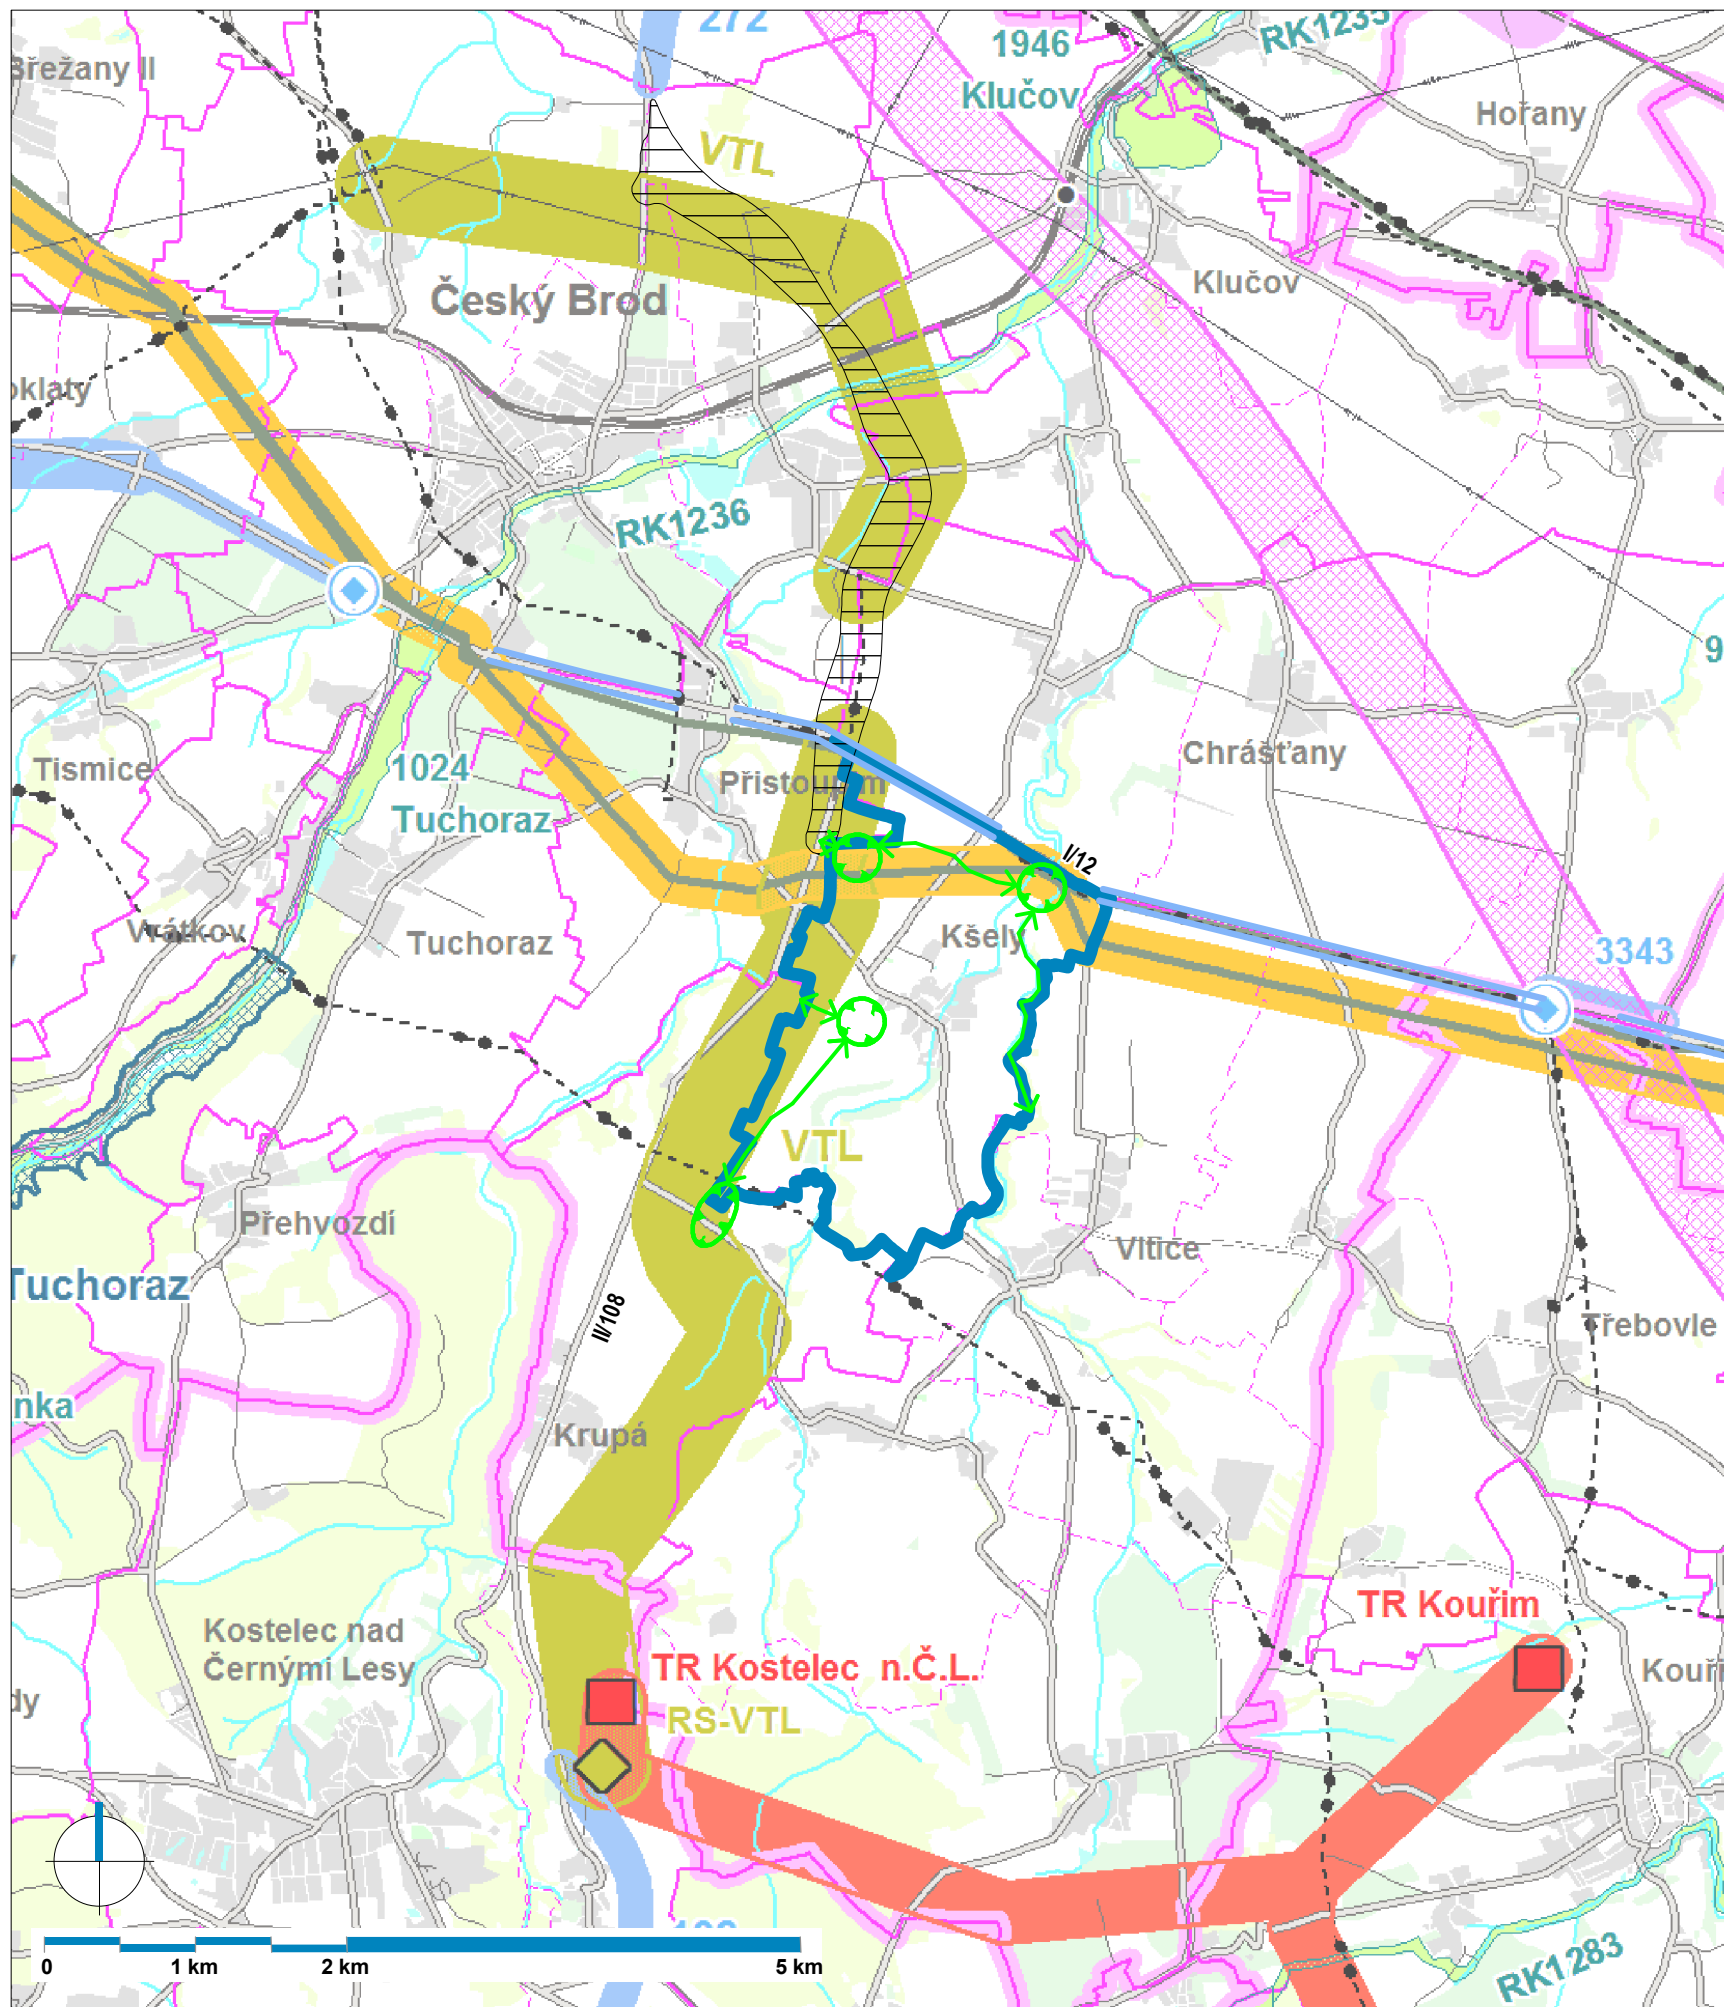 272
1946
RK1235
Klučov
Břežany II
Hořany
VTL
Klučov
Český Brod
oklaty
RK1236
9
Tismice
1024
Tuchoraz
Přistoupim
Chrášťany
I/12
Vrátkov
Tuchoraz
Kšely
3343
VTL
Přehvozdí
Vitice
Tuchoraz
II/108
Třebovle
nka
Krupá
TR Kouřim
Kostelec nad
Černými Lesy
TR Kostelec n.Č.L.
Kouři
dy
RS-VTL
RK1283
0
1 km
2 km
5 km